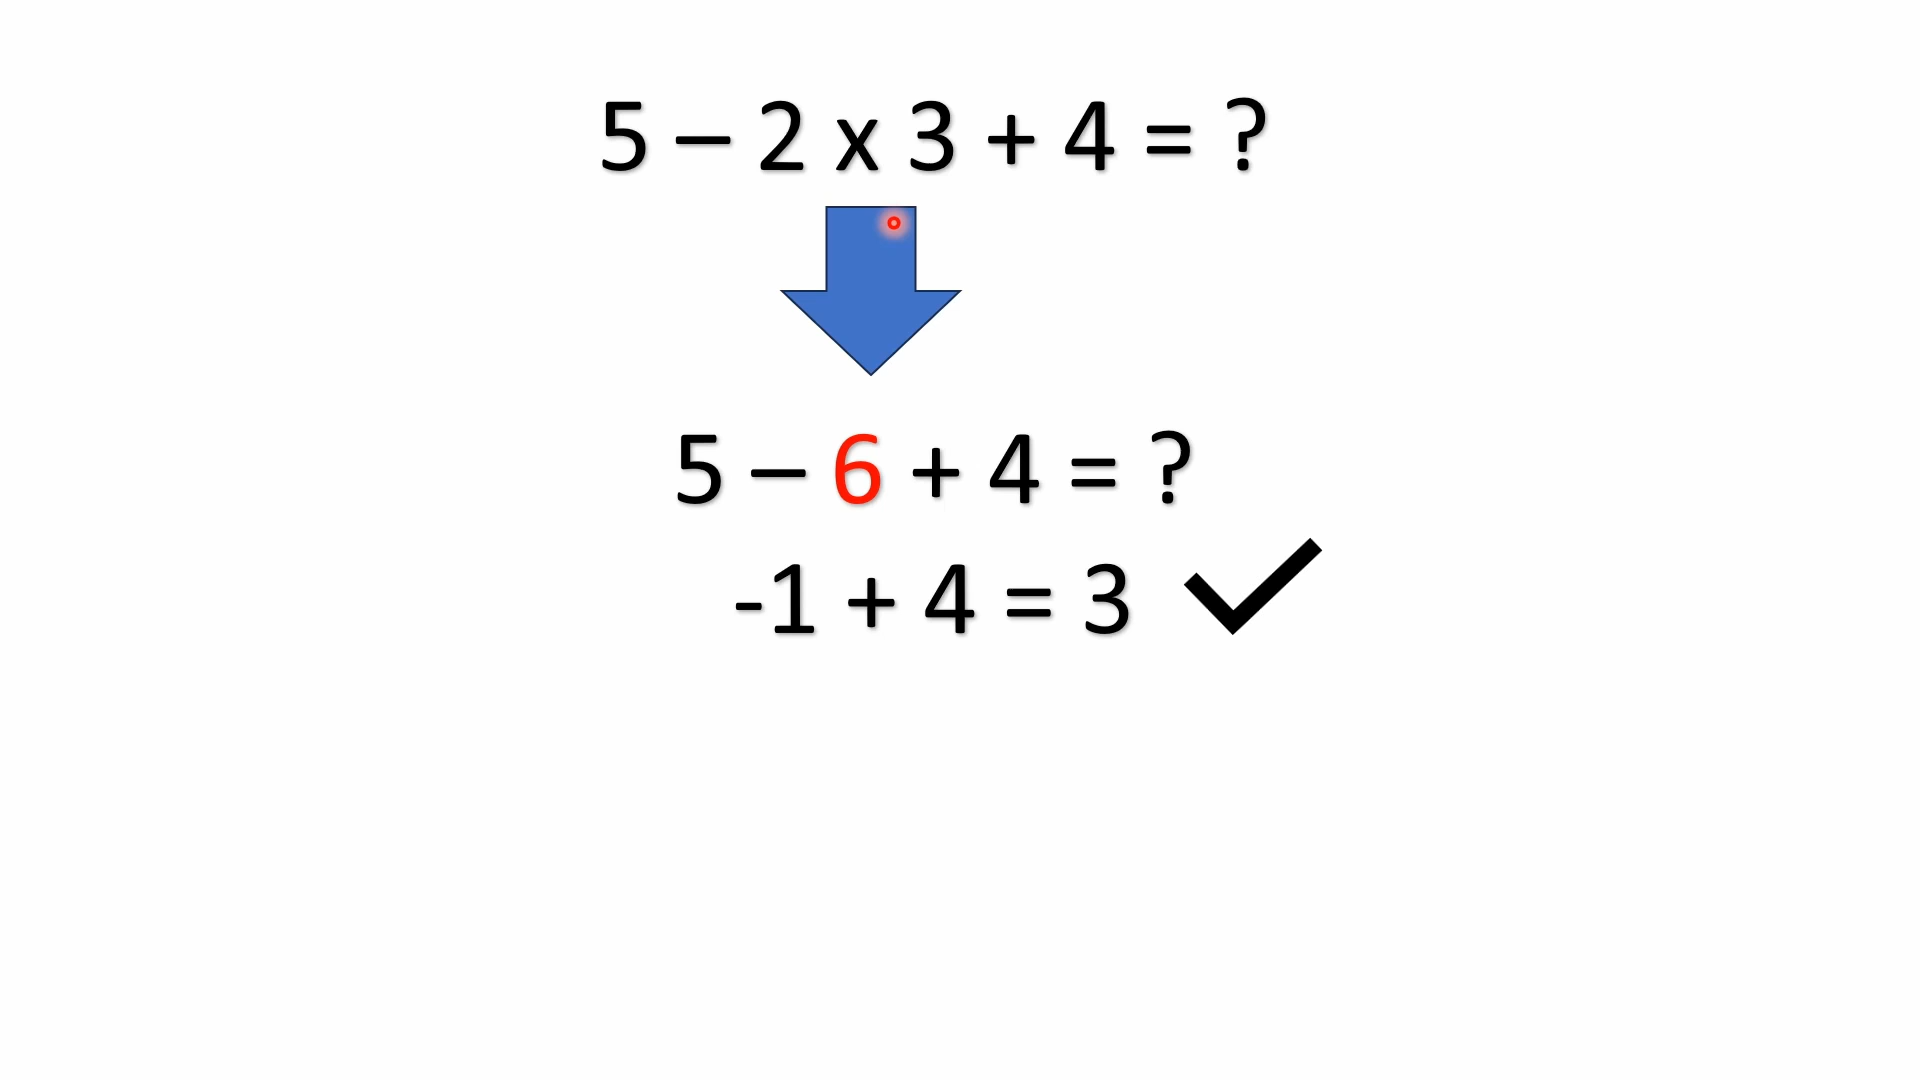 5 – 2 x 3 + 4 = ?
5 – 6 + 4 = ?
-1 + 4 = 3